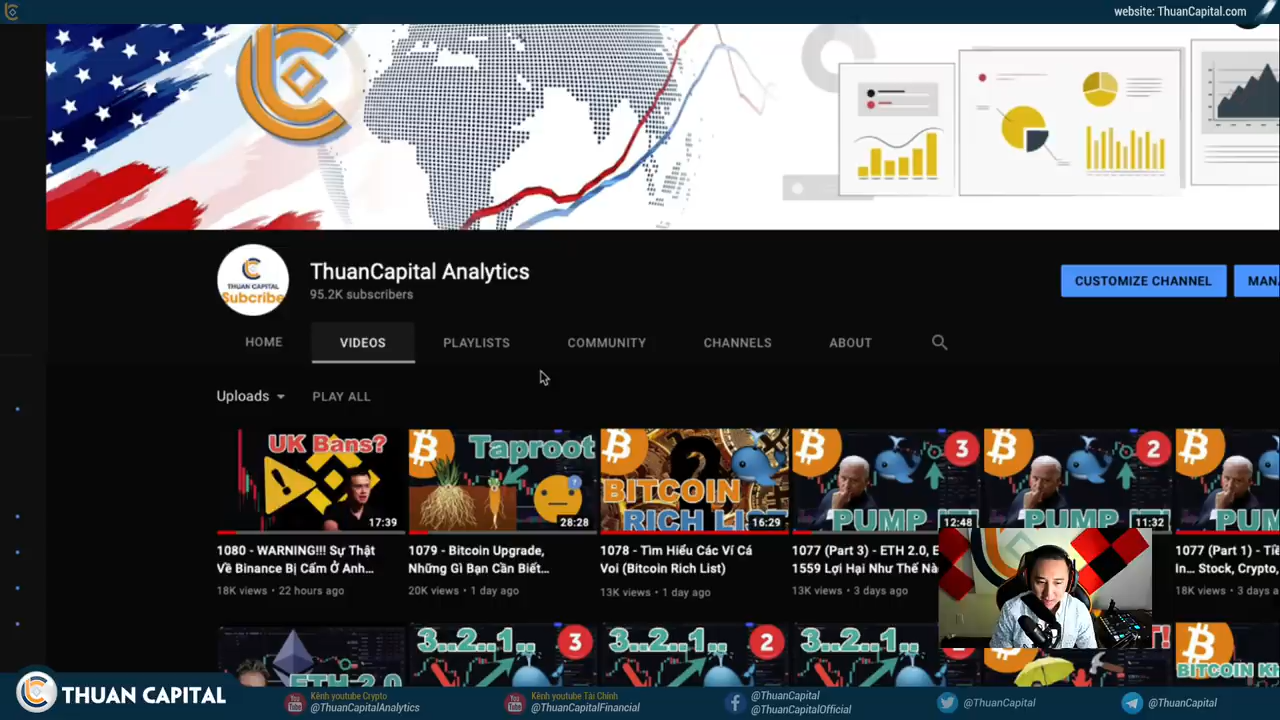 website: ThuanCapital.com
ThuanCapital Analytics
95.2K subscribers
CUSTOMIZE CHANNEL
HOME
VIDEOS
PLAYLISTS
COMMUNITY
CHANNELS
ABOUT
Uploads
PLAY ALL
THUAN CAPITAL
Subcribe
UK Bans?
17:39
Taproot
28:28
BITCOIN
RICH LIST
16:29
3
PUMP IT!
12:48
2
PUMP IT!
11:32
PUM
1080 - WARNING!!! Sự Thật
Về Binance Bị Cấm Ở Anh...
18K views • 22 hours ago
1079 - Bitcoin Upgrade,
Những Gì Bạn Cần Biết...
20K views • 1 day ago
1078 - Tìm Hiểu Các Ví Cá
Voi (Bitcoin Rich List)
13K views • 1 day ago
1077 (Part 3) - ETH 2.0, E
1559 Lợi Hại Như Thế Nà
13K views • 3 days ago
1077 (Part 1) - Ti
In... Stock, Crypto,
18K views • 3 days a
ETH 2.0
3..2..1..
3
3..2..1..
2
3..2..1..
BITCOIN K
THUAN CAPITAL
Kênh youtube Crypto
@ThuanCapitalAnalytics
Kênh youtube Tài Chính
@ThuanCapitalFinancial
@ThuanCapital
@ThuanCapitalOfficial
@ThuanCapital
@ThuanCapital